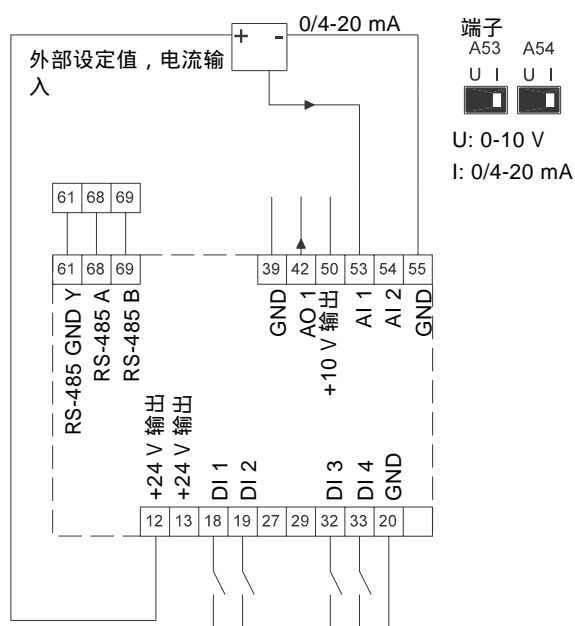 + - 0/4-20 mA
外部设定值，电流输
入
端子
A53 A54
U I U I
U: 0-10 V
I: 0/4-20 mA
61 68 69
61 68 69
39 42 50 53 54 55
RS-485 GND Y
RS-485 A
RS-485 B
GND
AO 1
+10 V 输出
AI 1
AI 2
GND
+24 V 输出
+24 V 输出
DI 1
DI 2
DI 3
DI 4
GND
12 13 18 19 27 29 32 33 20